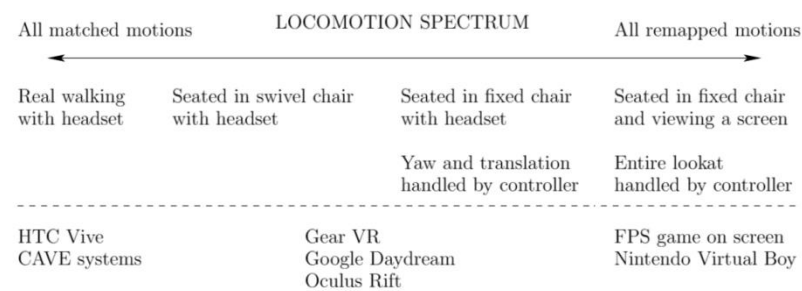 LOCOMOTION SPECTRUM
All matched motions
All remapped motions
Real walking
with headset
Seated in swivel chair
with headset
Seated in fixed chair
with headset
Yaw and translation
handled by controller
Seated in fixed chair
and viewing a screen
Entire lookat
handled by controller
HTC Vive
CAVE systems
Gear VR
Google Daydream
Oculus Rift
FPS game on screen
Nintendo Virtual Boy